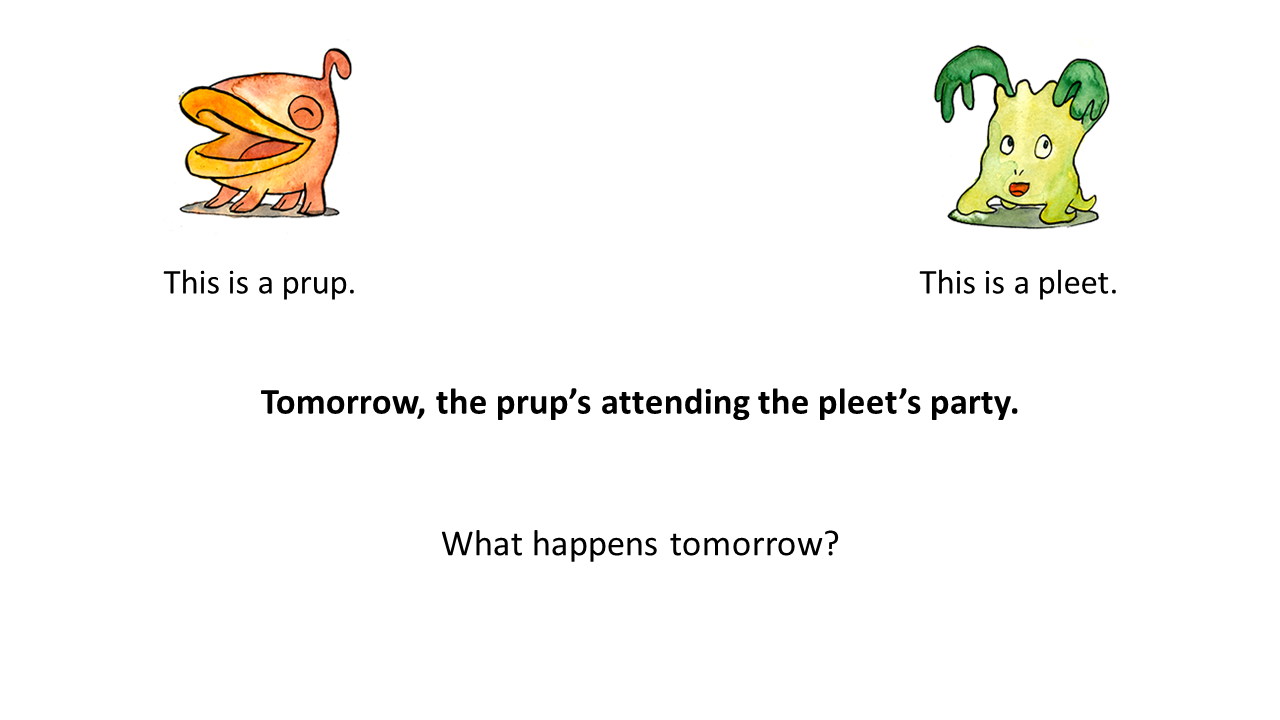 This is a prup.
This is a pleet.
Tomorrow, the prup’s attending the pleet’s party.
What happens tomorrow?